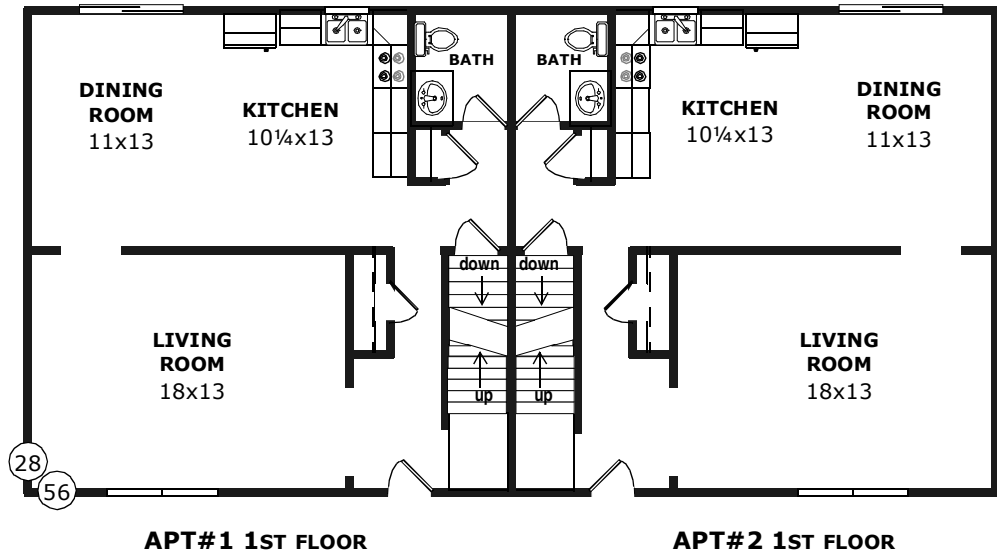 BATH
BATH
DINING
ROOM
11x13
KITCHEN
10¼x13
KITCHEN
10¼x13
DINING
ROOM
11x13
down
down
LIVING
ROOM
18x13
up
up
LIVING
ROOM
18x13
28
56
APT#1 1ST FLOOR
APT#2 1ST FLOOR